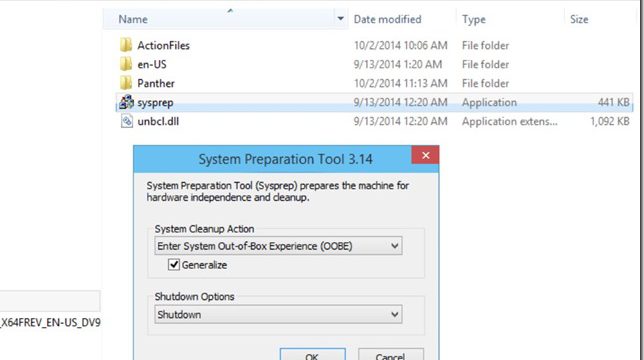 Name Date modified Type Size
ActionFiles 10/2/2014 10:06 AM File folder
en-US 9/13/2014 1:20 AM File folder
Panther 10/2/2014 11:13 AM File folder
sysprep 9/13/2014 12:20 AM Application 441 KB
unbcl.dll 9/13/2014 12:20 AM Application extens... 1,092 KB
System Preparation Tool 3.14
System Preparation Tool (Sysprep) prepares the machine for
hardware independence and cleanup.
System Cleanup Action
Enter System Out-of-Box Experience (OOBE)
Generalize
Shutdown Options
_X64FREV_EN-US_DV9 Shutdown
OK Cancel